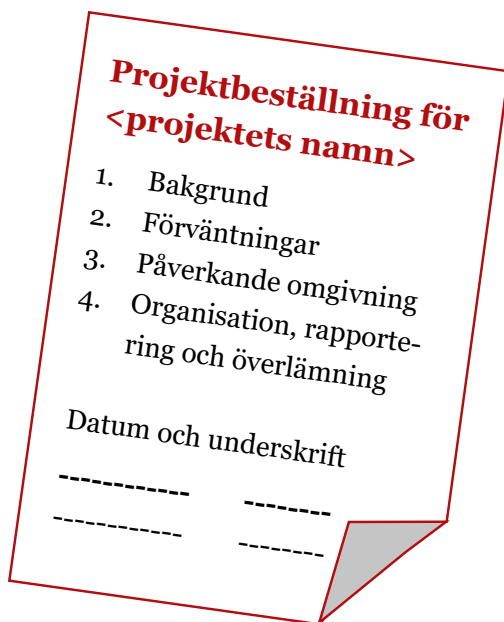 Projektbeställning för
<projektets namn>
1. Bakgrund
2. Förväntningar
3. Påverkande omgivning
4. Organisation, rapporte-
ring och överlämning
Datum och underskrift
------------ --------
------------ --------